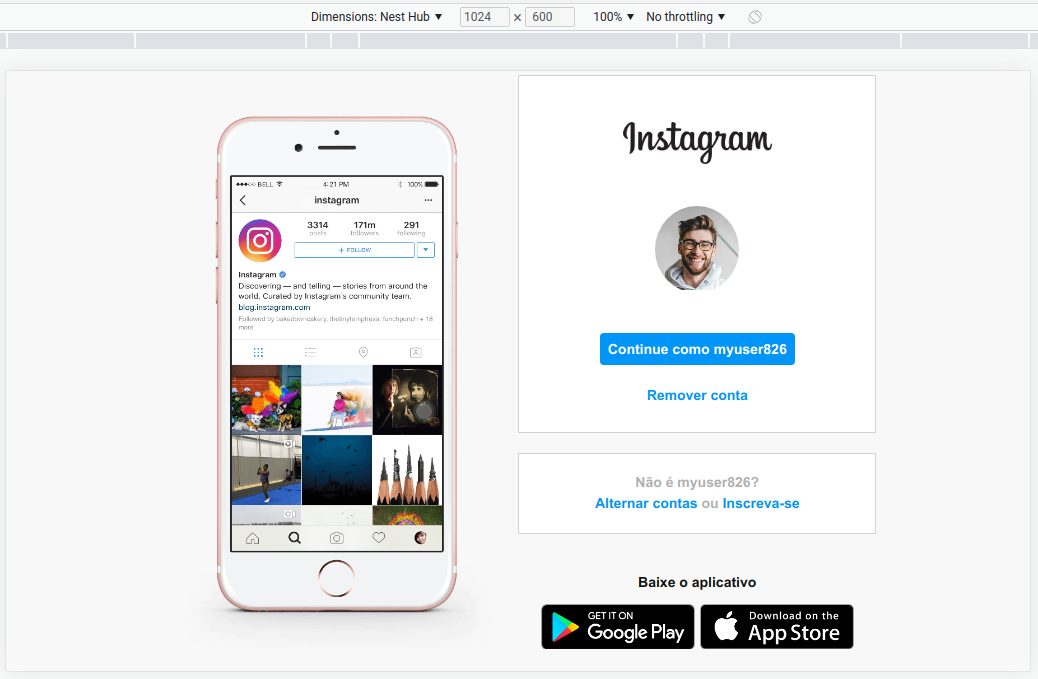 Dimensions: Nest Hub ▼ 1024 × 600 100% ▼ No throttling ▼
BELL 4:21 PM 100%
instagram
3314 171m 291
posts followers following
+ FOLLOW
Instagram
Discovering — and telling — stories from around the
world. Curated by Instagram's community team.
blog.instagram.com
Followed by bakedowncakery, thetinytempress, funchpunch + 18
more
Instagram
Continue como myuser826
Remover conta
Não é myuser826?
Alternar contas ou Inscreva-se
Baixe o aplicativo
GET IT ON
Google Play
Download on the
App Store